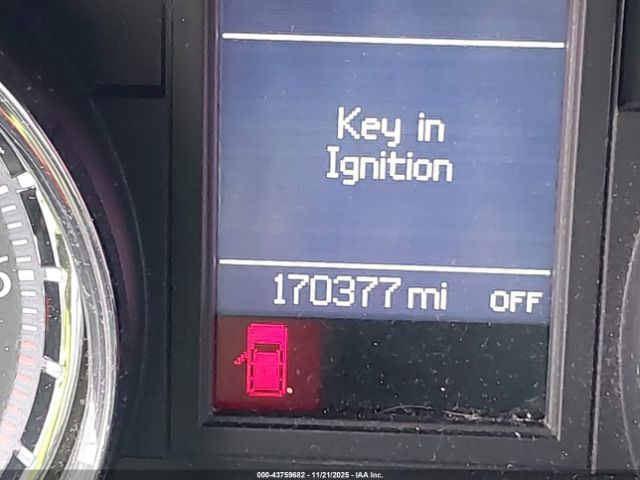 Key in
Ignition
170377 mi OFF
000-43759682 - 11/21/2025 - IAA Inc.